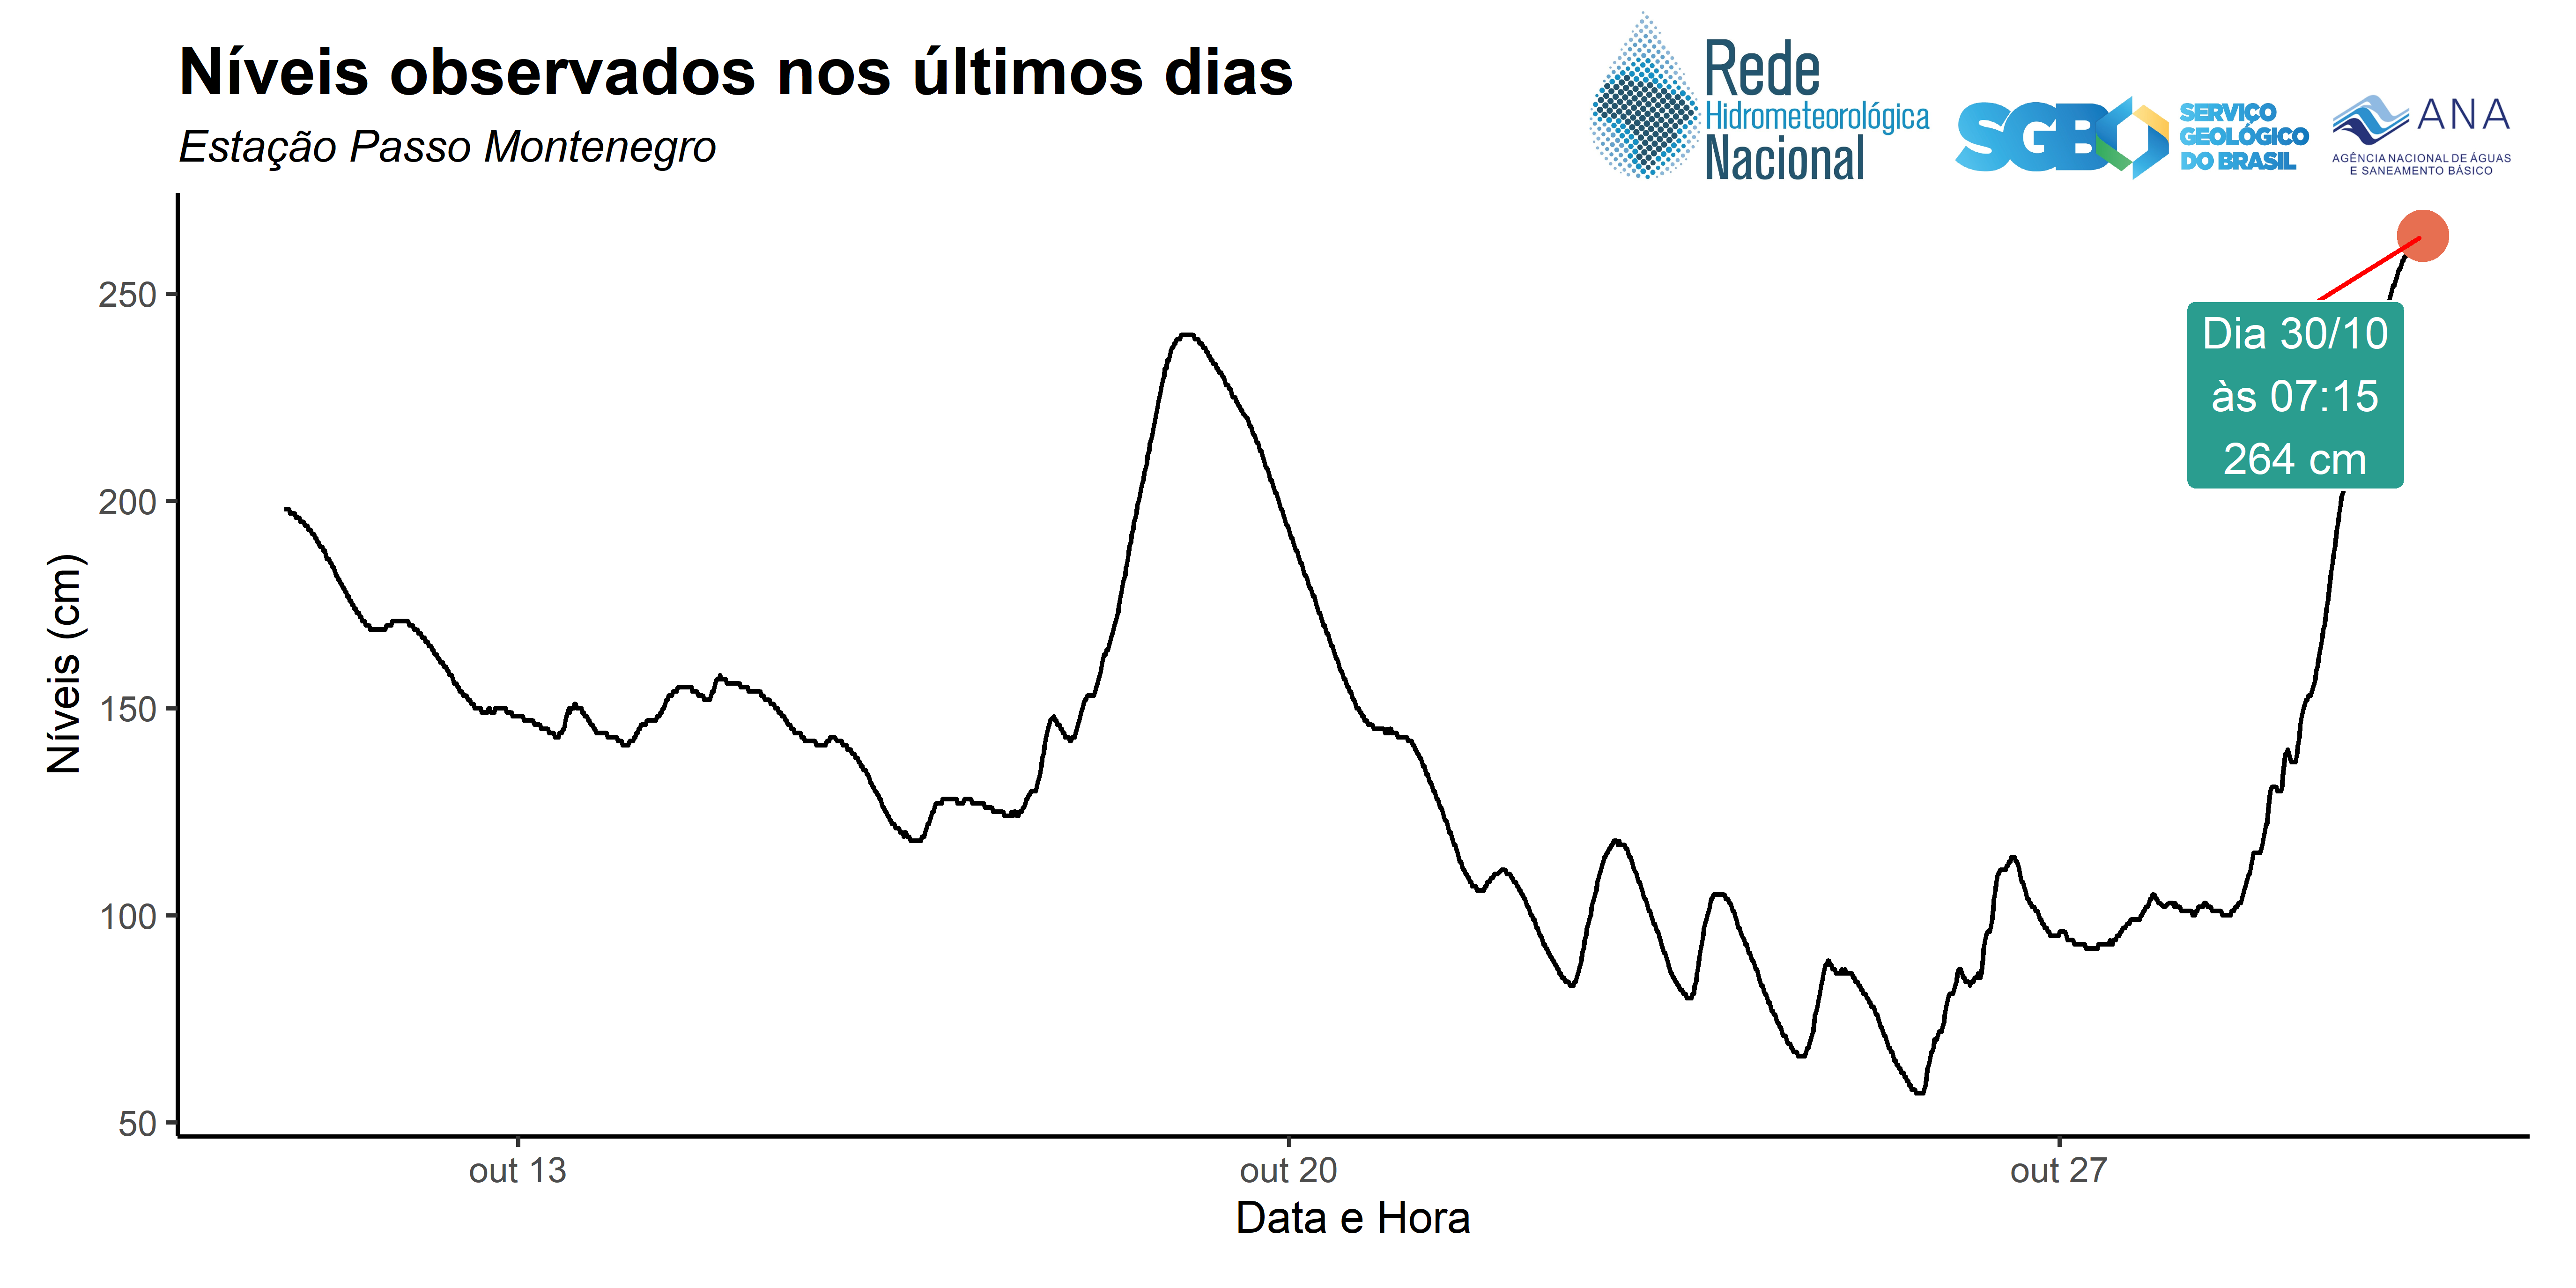 Níveis observados nos últimos dias
Estação Passo Montenegro
Rede
Hidrometeorológica
Nacional
SGB
SERVIÇO
GEOLÓGICO
DO BRASIL
ANA
AGÊNCIA NACIONAL DE ÁGUAS
E SANEAMENTO BÁSICO
Níveis (cm)
250
200
150
100
50
Dia 30/10
às 07:15
264 cm
out 13
out 20
out 27
Data e Hora